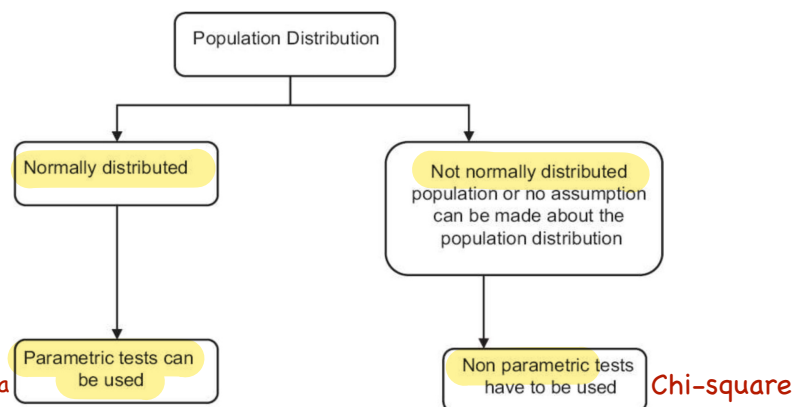 Population Distribution
Normally distributed
Not normally distributed
population or no assumption
can be made about the
population distribution
Parametric tests can
be used
Non parametric tests
have to be used
Chi-square